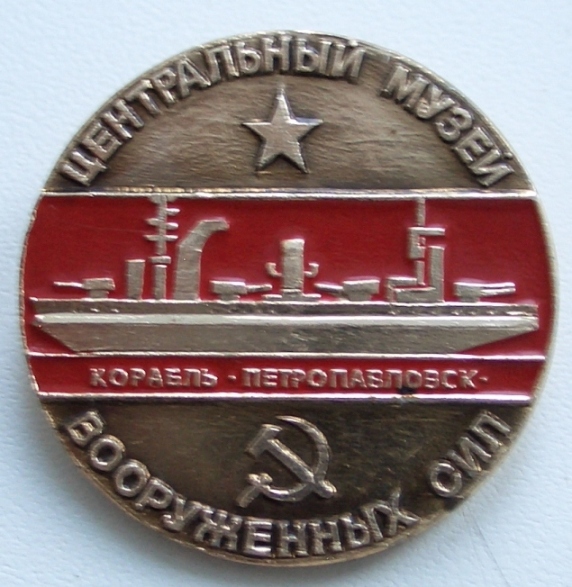 ЦЕНТРАЛЬНЫЙ МУЗЕЙ
КОРАБЛЬ - ПЕТРОПАВЛОВСК -
ВООРУЖЕННЫХ СИЛ